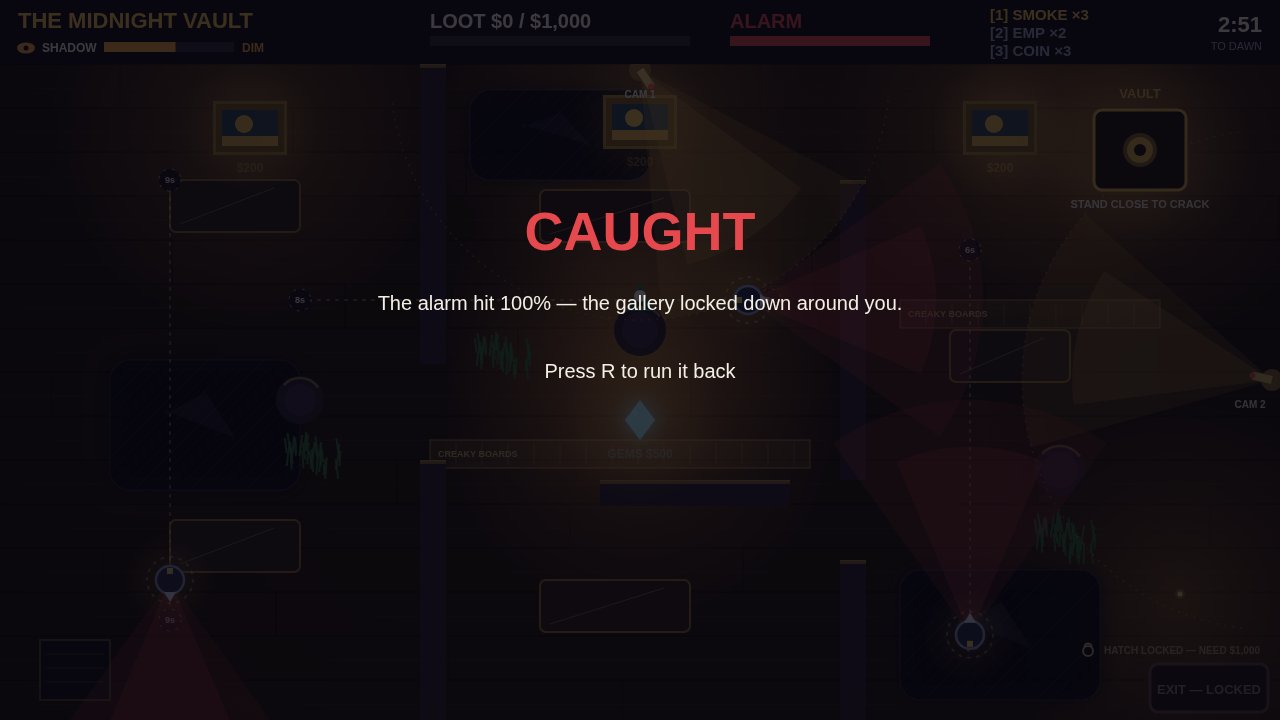 THE MIDNIGHT VAULT
SHADOW DIM
LOOT $0 / $1,000
ALARM
[1] SMOKE ×3
[2] EMP ×2
[3] COIN ×3
2:51
TO DAWN
CAM 1
VAULT
$200
$200
$200
9s
STAND CLOSE TO CRACK
CAUGHT
6s
8s
The alarm hit 100% — the gallery locked down around you.
CREAKY BOARDS
Press R to run it back
CAM 2
CREAKY BOARDS
GEMS $500
9s
HATCH LOCKED — NEED $1,000
EXIT — LOCKED